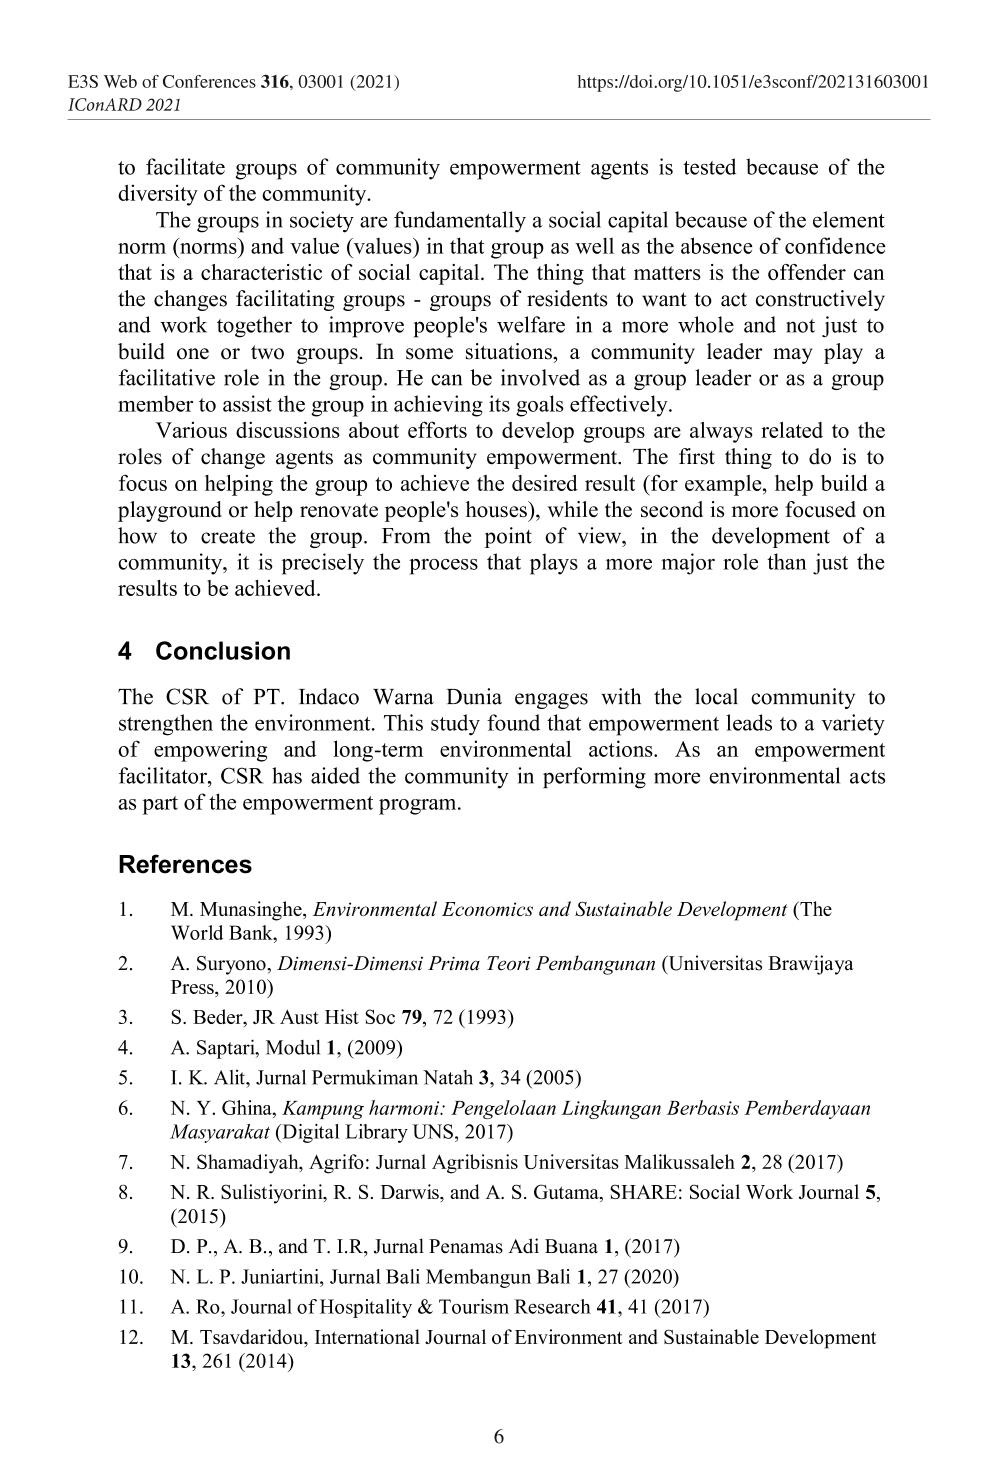 E3S Web of Conferences 316, 03001 (2021) https://doi.org/10.1051/e3sconf/202131603001
IConARD 2021
to facilitate groups of community empowerment agents is tested because of the
diversity of the community.
The groups in society are fundamentally a social capital because of the element
norm (norms) and value (values) in that group as well as the absence of confidence
that is a characteristic of social capital. The thing that matters is the offender can
the changes facilitating groups - groups of residents to want to act constructively
and work together to improve people's welfare in a more whole and not just to
build one or two groups. In some situations, a community leader may play a
facilitative role in the group. He can be involved as a group leader or as a group
member to assist the group in achieving its goals effectively.
Various discussions about efforts to develop groups are always related to the
roles of change agents as community empowerment. The first thing to do is to
focus on helping the group to achieve the desired result (for example, help build a
playground or help renovate people's houses), while the second is more focused on
how to create the group. From the point of view, in the development of a
community, it is precisely the process that plays a more major role than just the
results to be achieved.
4 Conclusion
The CSR of PT. Indaco Warna Dunia engages with the local community to
strengthen the environment. This study found that empowerment leads to a variety
of empowering and long-term environmental actions. As an empowerment
facilitator, CSR has aided the community in performing more environmental acts
as part of the empowerment program.
References
1. M. Munasinghe, Environmental Economics and Sustainable Development (The
World Bank, 1993)
2. A. Suryono, Dimensi-Dimensi Prima Teori Pembangunan (Universitas Brawijaya
Press, 2010)
3. S. Beder, JR Aust Hist Soc 79, 72 (1993)
4. A. Saptari, Modul 1, (2009)
5. I. K. Alit, Jurnal Permukiman Natah 3, 34 (2005)
6. N. Y. Ghina, Kampung harmoni: Pengelolaan Lingkungan Berbasis Pemberdayaan
Masyarakat (Digital Library UNS, 2017)
7. N. Shamadiyah, Agrifo: Jurnal Agribisnis Universitas Malikussaleh 2, 28 (2017)
8. N. R. Sulistiyorini, R. S. Darwis, and A. S. Gutama, SHARE: Social Work Journal 5,
(2015)
9. D. P., A. B., and T. I.R, Jurnal Penamas Adi Buana 1, (2017)
10. N. L. P. Juniartini, Jurnal Bali Membangun Bali 1, 27 (2020)
11. A. Ro, Journal of Hospitality & Tourism Research 41, 41 (2017)
12. M. Tsavdaridou, International Journal of Environment and Sustainable Development
13, 261 (2014)
6